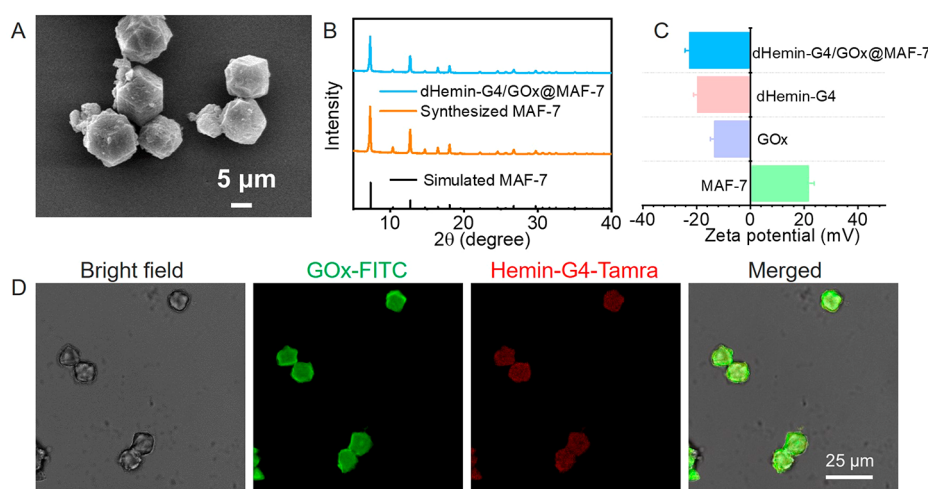 A
5 µm
B
Intensity
dHemin-G4/GOx@MAF-7
Synthesized MAF-7
Simulated MAF-7
10 20 30 40
2θ (degree)
C
dHemin-G4/GOx@MAF-7
dHemin-G4
GOx
MAF-7
-40 -20 0 20 40
Zeta potential (mV)
D
Bright field
GOx-FITC
Hemin-G4-Tamra
Merged
25 µm